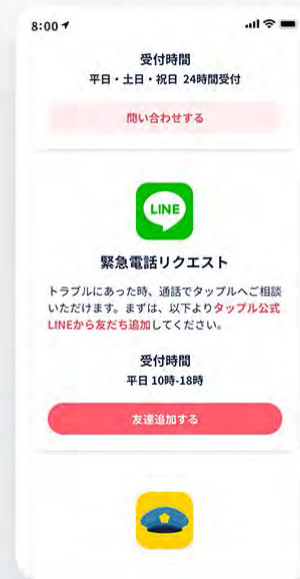 8:00
受付時間
平日・土日・祝日 24時間受付
問い合わせする
LINE
緊急電話リクエスト
トラブルにあった時、通話でタップルへご相談
いただけます。まずは、以下よりタップル公式
LINEから友だち追加してください。
受付時間
平日 10時-18時
友達追加する